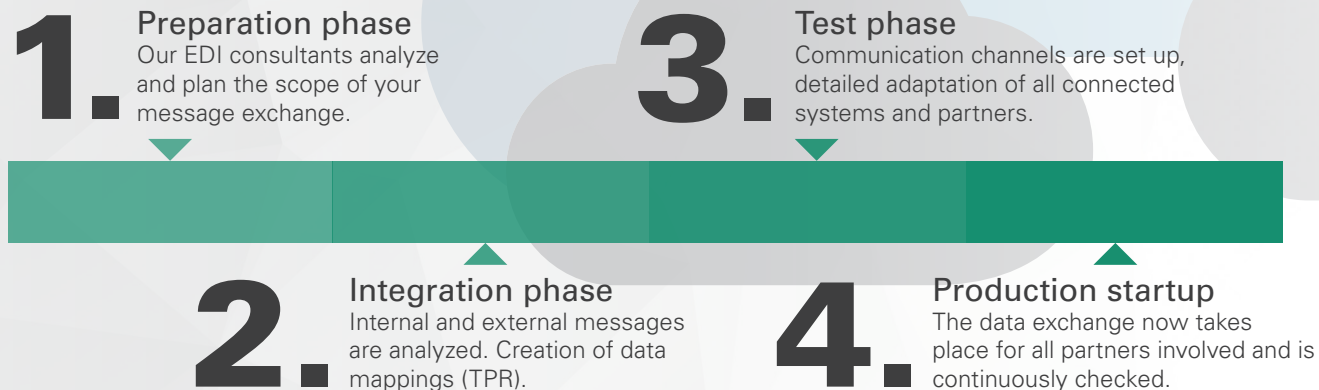 1.
Preparation phase
Our EDI consultants analyze
and plan the scope of your
message exchange.
2.
Integration phase
Internal and external messages
are analyzed. Creation of data
mappings (TPR).
3.
Test phase
Communication channels are set up,
detailed adaptation of all connected
systems and partners.
4.
Production startup
The data exchange now takes
place for all partners involved and is
continuously checked.